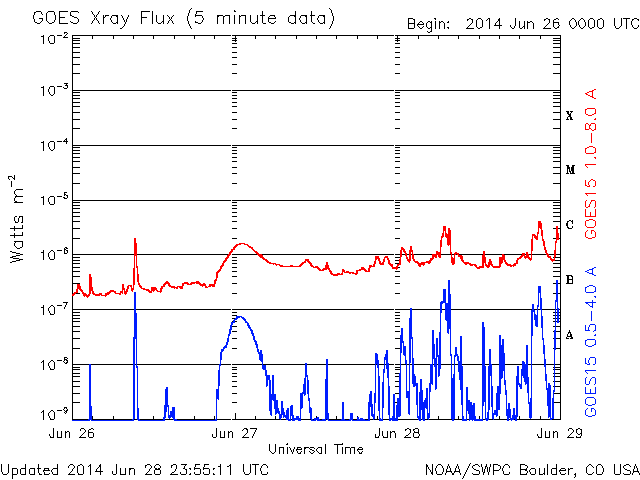 GOES Xray Flux (5 minute data)
Begin: 2014 Jun 26 0000 UTC
10⁻²
10⁻³
10⁻⁴
10⁻⁵
10⁻⁶
10⁻⁷
10⁻⁸
10⁻⁹
Watts m⁻²
X
M
C
B
A
GOES15 1.0-8.0 A
GOES15 0.5-4.0 A
Jun 26
Jun 27
Jun 28
Jun 29
Universal Time
Updated 2014 Jun 28 23:55:11 UTC
NOAA/SWPC Boulder, CO USA